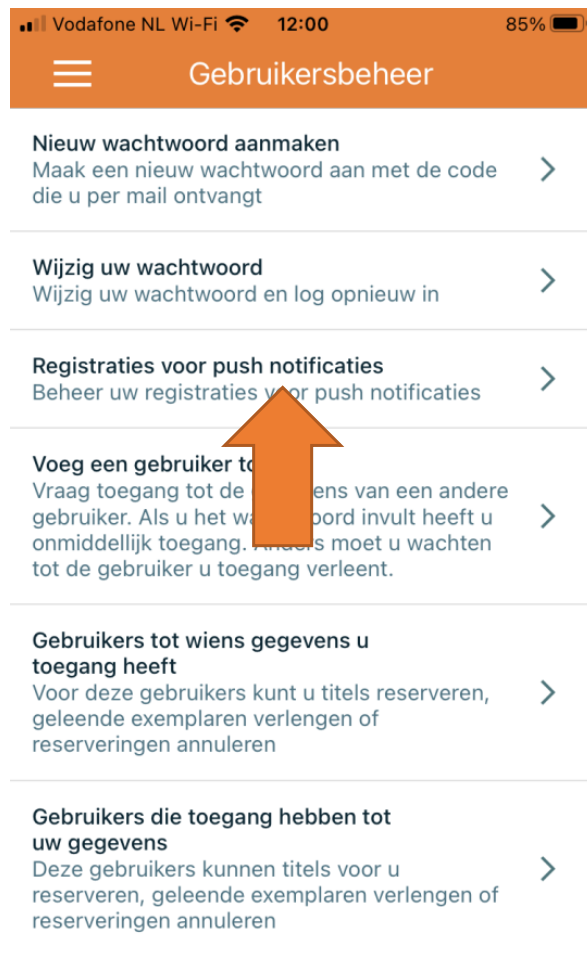 Vodafone NL Wi-Fi 12:00 85%
Gebruikersbeheer
Nieuw wachtwoord aanmaken
Maak een nieuw wachtwoord aan met de code
die u per mail ontvangt
Wijzig uw wachtwoord
Wijzig uw wachtwoord en log opnieuw in
Registraties voor push notificaties
Beheer uw registraties voor push notificaties
Voeg een gebruiker
Vraag toegang tot de van een andere
gebruiker. Als u het invult heeft u
onmiddellijk toegang. Anders moet u wachten
tot de gebruiker u toegang verleent.
Gebruikers tot wiens gegevens u
toegang heeft
Voor deze gebruikers kunt u titels reserveren,
geleende exemplaren verlengen of
reserveringen annuleren
Gebruikers die toegang hebben tot
uw gegevens
Deze gebruikers kunnen titels voor u
reserveren, geleende exemplaren verlengen of
reserveringen annuleren